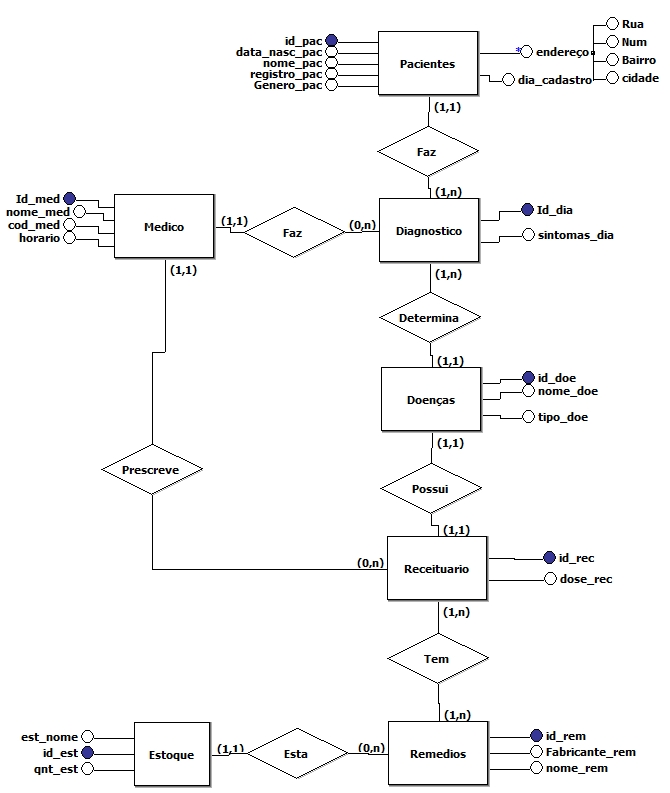 id_pac
data_nasc_pac
nome_pac
registro_pac
Genero_pac
Pacientes
* endereço
dia_cadastro
Rua
Num
Bairro
cidade
(1,1)
Faz
(1,n)
Id_med
nome_med
cod_med
horario
Medico
(1,1)
Faz
(0,n)
Diagnostico
Id_dia
sintomas_dia
(1,1)
(1,n)
Determina
(1,1)
Doenças
id_doe
nome_doe
tipo_doe
(1,1)
Prescreve
Possui
(1,1)
(0,n)
Receituario
id_rec
dose_rec
(1,n)
Tem
(1,n)
est_nome
id_est
qnt_est
Estoque
(1,1)
Esta
(0,n)
Remedios
id_rem
Fabricante_rem
nome_rem